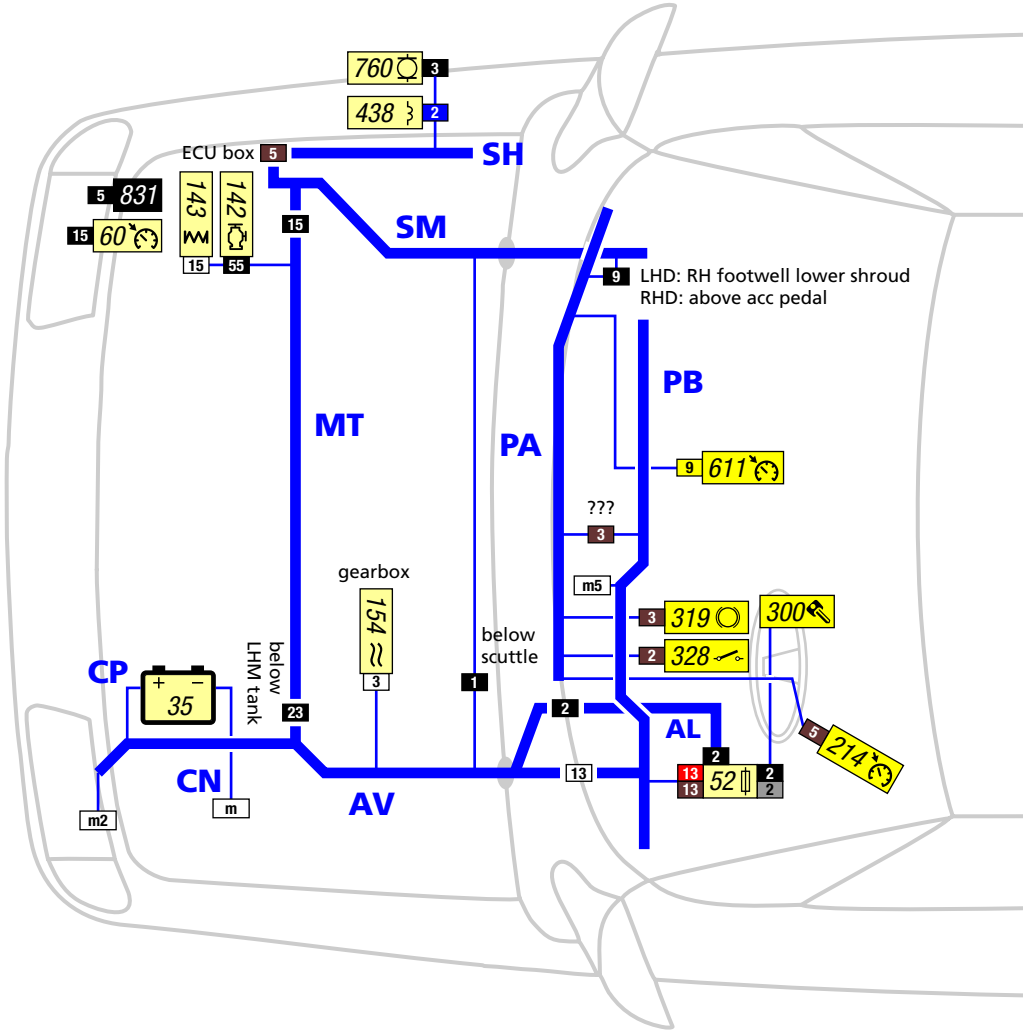 760 3
438 2
ECU box 5
SH
5 831
143
142
15
SM
15 60
15 55
9 LHD: RH footwell lower shroud
RHD: above acc pedal
PB
MT
PA
9 611
???
3
gearbox
m5
154
300
3 319
below
scuttle
2 328
below
LHM tank
CP
+ −
35
3
1
23
2
AL
5 214
2
CN
13
13 52 2
13 2
AV
m
m2